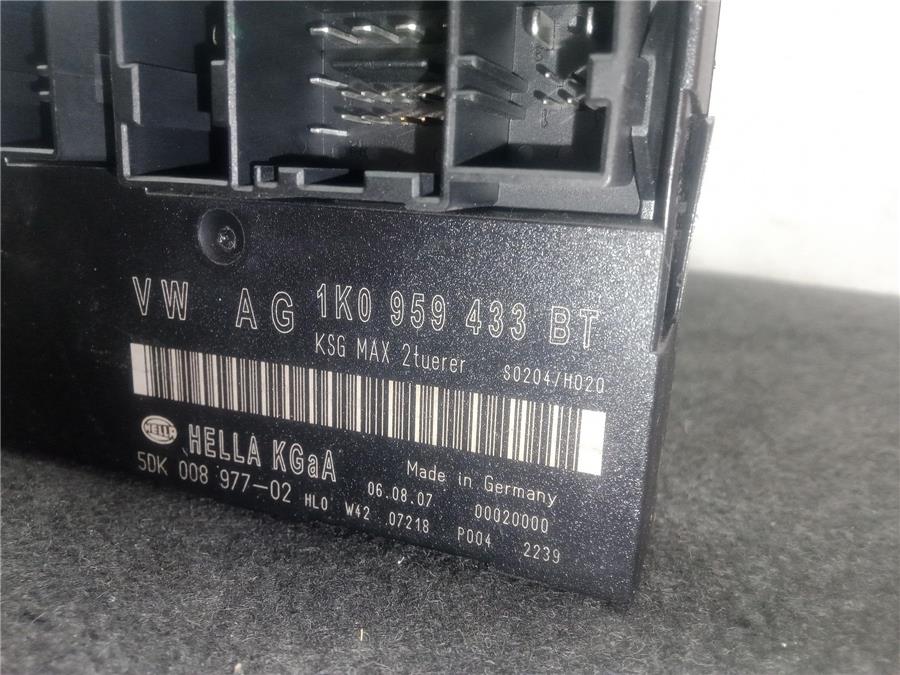 VW AG 1K0 959 433 BT
KSG MAX 2tuerer S0204/H020
HELLA HELLA KGaA Made in Germany
5DK 008 977-02 06.08.07 00020000
HL0 W42 07218 P004 2239